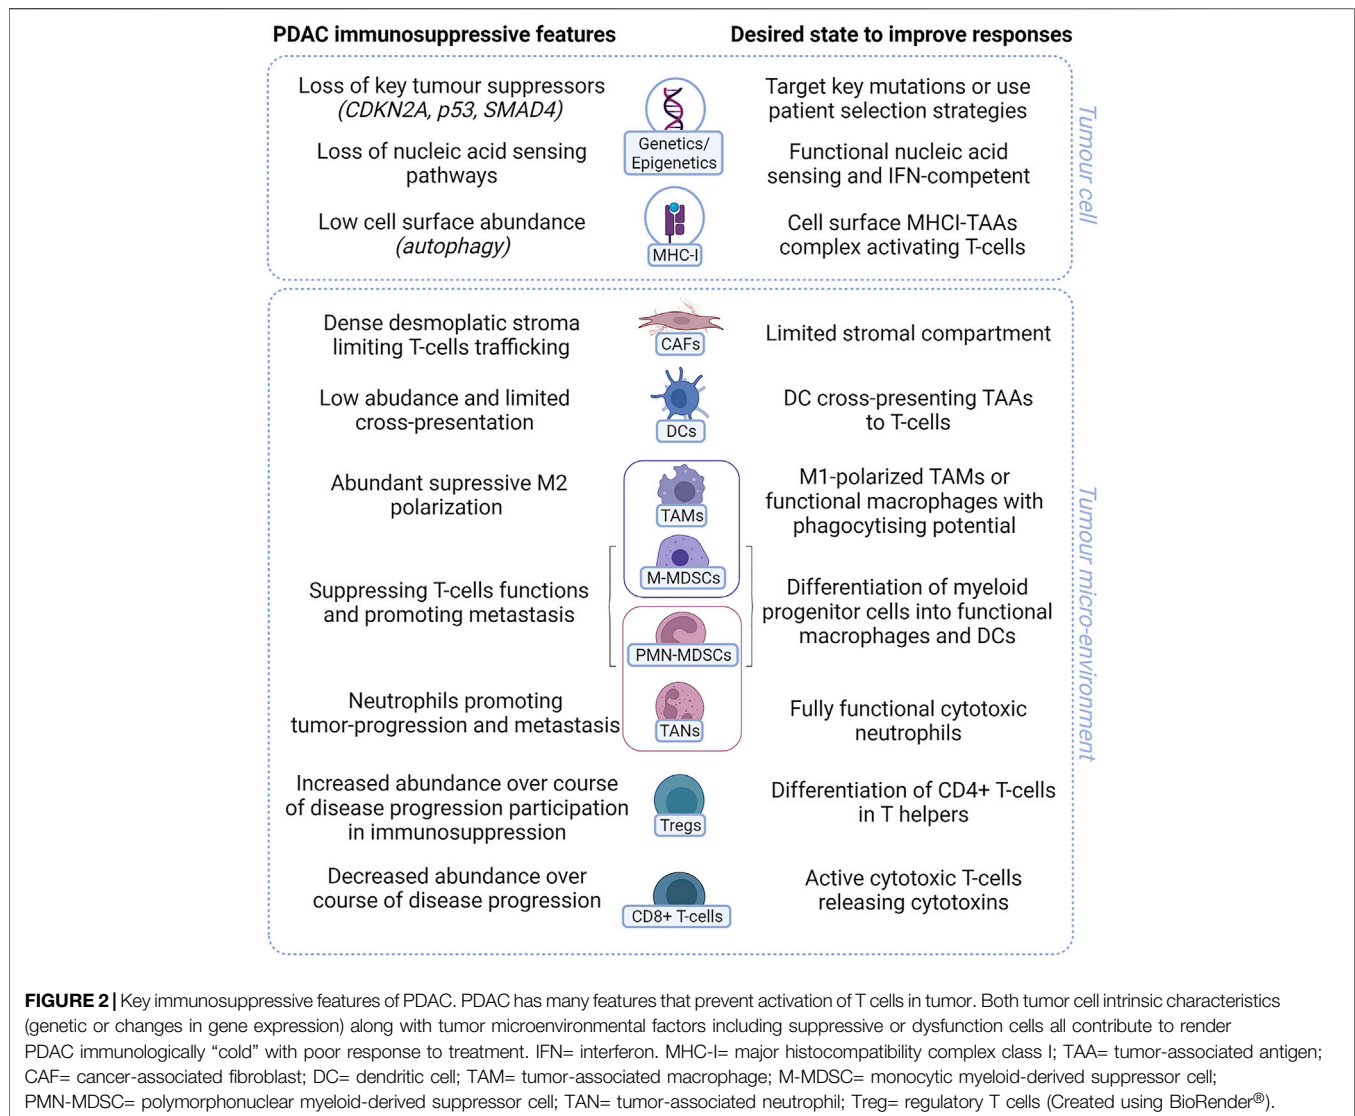 PDAC immunosuppressive features
Desired state to improve responses
Loss of key tumour suppressors
(CDKN2A, p53, SMAD4)
Genetics/
Epigenetics
Target key mutations or use
patient selection strategies
Loss of nucleic acid sensing
pathways
Functional nucleic acid
sensing and IFN-competent
Low cell surface abundance
(autophagy)
MHC-I
Cell surface MHCI-TAAs
complex activating T-cells
Tumour cell
Dense desmoplatic stroma
limiting T-cells trafficking
CAFs
Limited stromal compartment
Low abudance and limited
cross-presentation
DCs
DC cross-presenting TAAs
to T-cells
Abundant supressive M2
polarization
TAMs
M1-polarized TAMs or
functional macrophages with
phagocytising potential
Suppressing T-cells functions
and promoting metastasis
M-MDSCs
PMN-MDSCs
Differentiation of myeloid
progenitor cells into functional
macrophages and DCs
Neutrophils promoting
tumor-progression and metastasis
TANs
Fully functional cytotoxic
neutrophils
Increased abundance over course
of disease progression participation
in immunosuppression
Tregs
Differentiation of CD4+ T-cells
in T helpers
Decreased abundance over
course of disease progression
CD8+ T-cells
Active cytotoxic T-cells
releasing cytotoxins
Tumour micro-environment
FIGURE 2 | Key immunosuppressive features of PDAC. PDAC has many features that prevent activation of T cells in tumor. Both tumor cell intrinsic characteristics
(genetic or changes in gene expression) along with tumor microenvironmental factors including suppressive or dysfunction cells all contribute to render
PDAC immunologically “cold” with poor response to treatment. IFN= interferon. MHC-I= major histocompatibility complex class I; TAA= tumor-associated antigen;
CAF= cancer-associated fibroblast; DC= dendritic cell; TAM= tumor-associated macrophage; M-MDSC= monocytic myeloid-derived suppressor cell;
PMN-MDSC= polymorphonuclear myeloid-derived suppressor cell; TAN= tumor-associated neutrophil; Treg= regulatory T cells (Created using BioRender®).